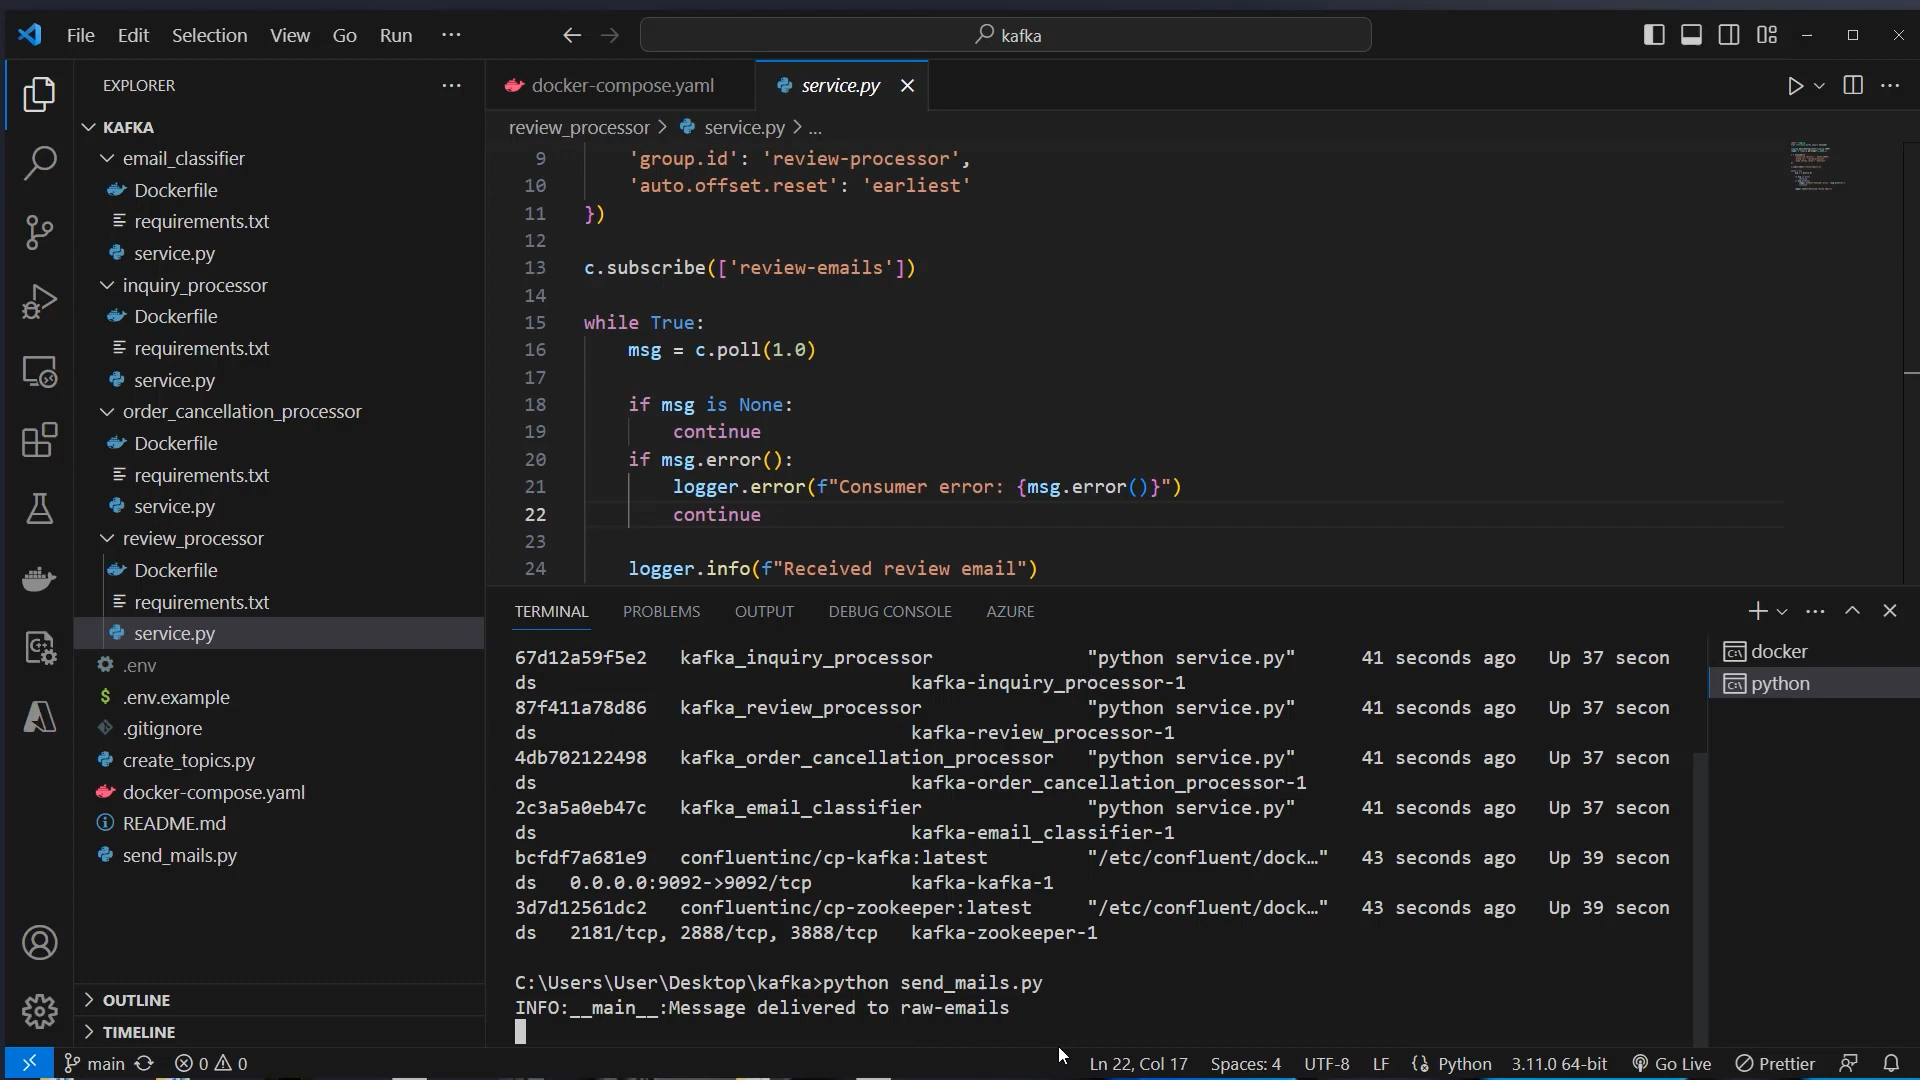 File Edit Selection View Go Run ···
kafka
EXPLORER ···
KAFKA
email_classifier
Dockerfile
requirements.txt
service.py
inquiry_processor
Dockerfile
requirements.txt
service.py
order_cancellation_processor
Dockerfile
requirements.txt
service.py
review_processor
Dockerfile
requirements.txt
service.py
.env
.env.example
.gitignore
create_topics.py
docker-compose.yaml
README.md
send_mails.py
OUTLINE
TIMELINE
docker-compose.yaml service.py
review_processor > service.py > ...
9 'group.id': 'review-processor',
10 'auto.offset.reset': 'earliest'
11 })
12
13 c.subscribe(['review-emails'])
14
15 while True:
16 msg = c.poll(1.0)
17
18 if msg is None:
19 continue
20 if msg.error():
21 logger.error(f"Consumer error: {msg.error()}")
22 continue
23
24 logger.info(f"Received review email")
TERMINAL PROBLEMS OUTPUT DEBUG CONSOLE AZURE
67d12a59f5e2 kafka_inquiry_processor "python service.py" 41 seconds ago Up 37 secon
ds kafka-inquiry_processor-1
87f411a78d86 kafka_review_processor "python service.py" 41 seconds ago Up 37 secon
ds kafka-review_processor-1
4db702122498 kafka_order_cancellation_processor "python service.py" 41 seconds ago Up 37 secon
ds kafka-order_cancellation_processor-1
2c3a5a0eb47c kafka_email_classifier "python service.py" 41 seconds ago Up 37 secon
ds kafka-email_classifier-1
bcfdf7a681e9 confluentinc/cp-kafka:latest "/etc/confluent/dock…" 43 seconds ago Up 39 secon
ds 0.0.0.0:9092->9092/tcp kafka-kafka-1
3d7d12561dc2 confluentinc/cp-zookeeper:latest "/etc/confluent/dock…" 43 seconds ago Up 39 secon
ds 2181/tcp, 2888/tcp, 3888/tcp kafka-zookeeper-1
C:\Users\User\Desktop\kafka>python send_mails.py
INFO:__main__:Message delivered to raw-emails
docker
python
main 0 0 Ln 22, Col 17 Spaces: 4 UTF-8 LF Python 3.11.0 64-bit Go Live Prettier